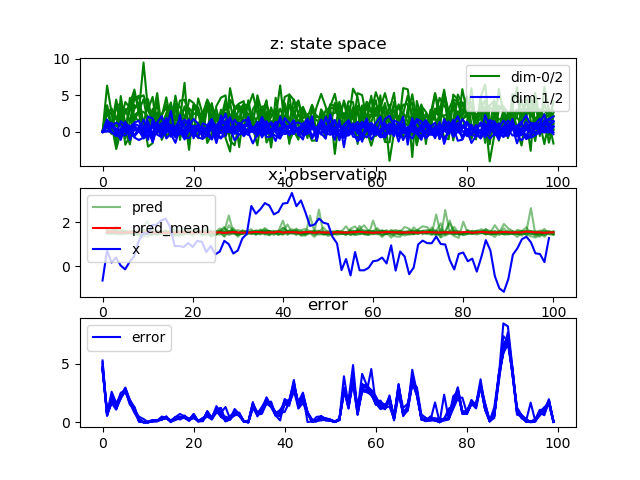 z: state space
10
5
0
dim-0/2
dim-1/2
0 20 40 60 80 100
x: observation
2
0
pred
pred_mean
x
0 20 40 60 80 100
error
5
0
error
0 20 40 60 80 100